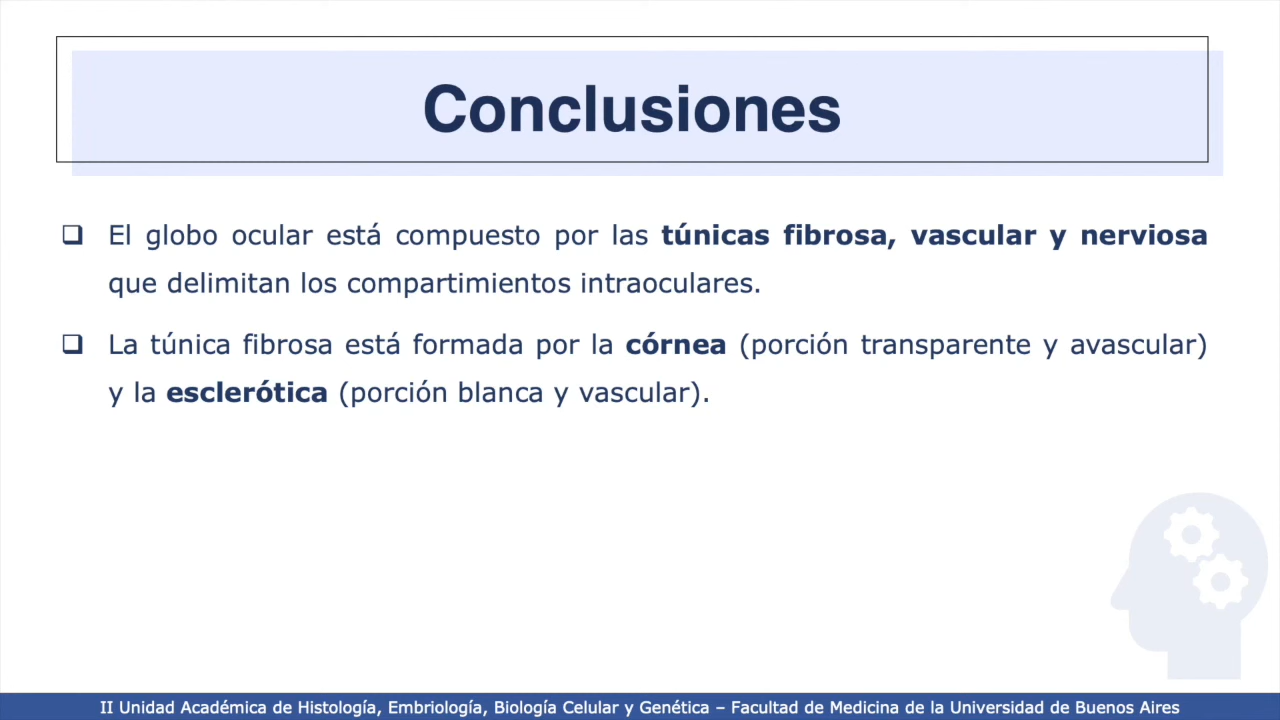 Conclusiones
❑ El globo ocular está compuesto por las túnicas fibrosa, vascular y nerviosa
que delimitan los compartimientos intraoculares.
❑ La túnica fibrosa está formada por la córnea (porción transparente y avascular)
y la esclerótica (porción blanca y vascular).
II Unidad Académica de Histología, Embriología, Biología Celular y Genética – Facultad de Medicina de la Universidad de Buenos Aires